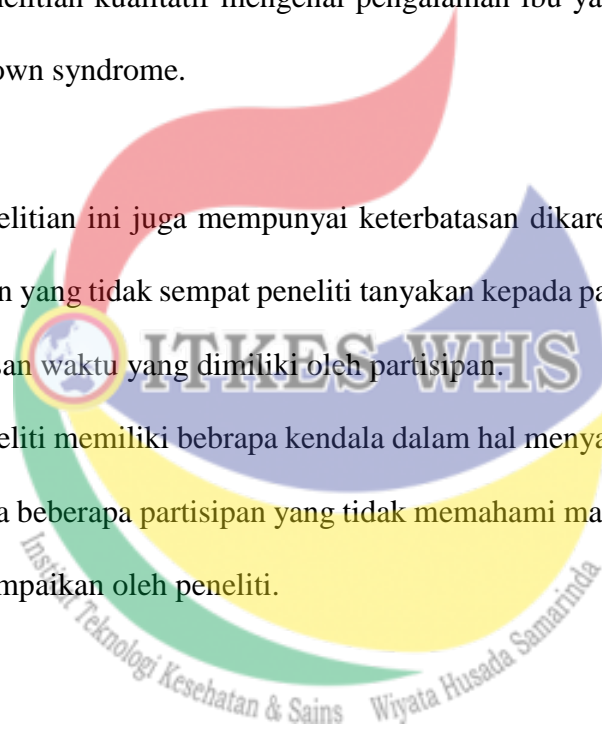 elitian kualitatif mengenai pengalaman ibu ya
own syndrome.
elitian ini juga mempunyai keterbatasan dikare
n yang tidak sempat peneliti tanyakan kepada pa
san waktu yang dimiliki oleh partisipan.
ITKES WHS
eliti memiliki bebrapa kendala dalam hal menya
a beberapa partisipan yang tidak memahami ma
mpaikan oleh peneliti.
Institut Teknologi Kesehatan & Sains Wiyata Husada Samarinda